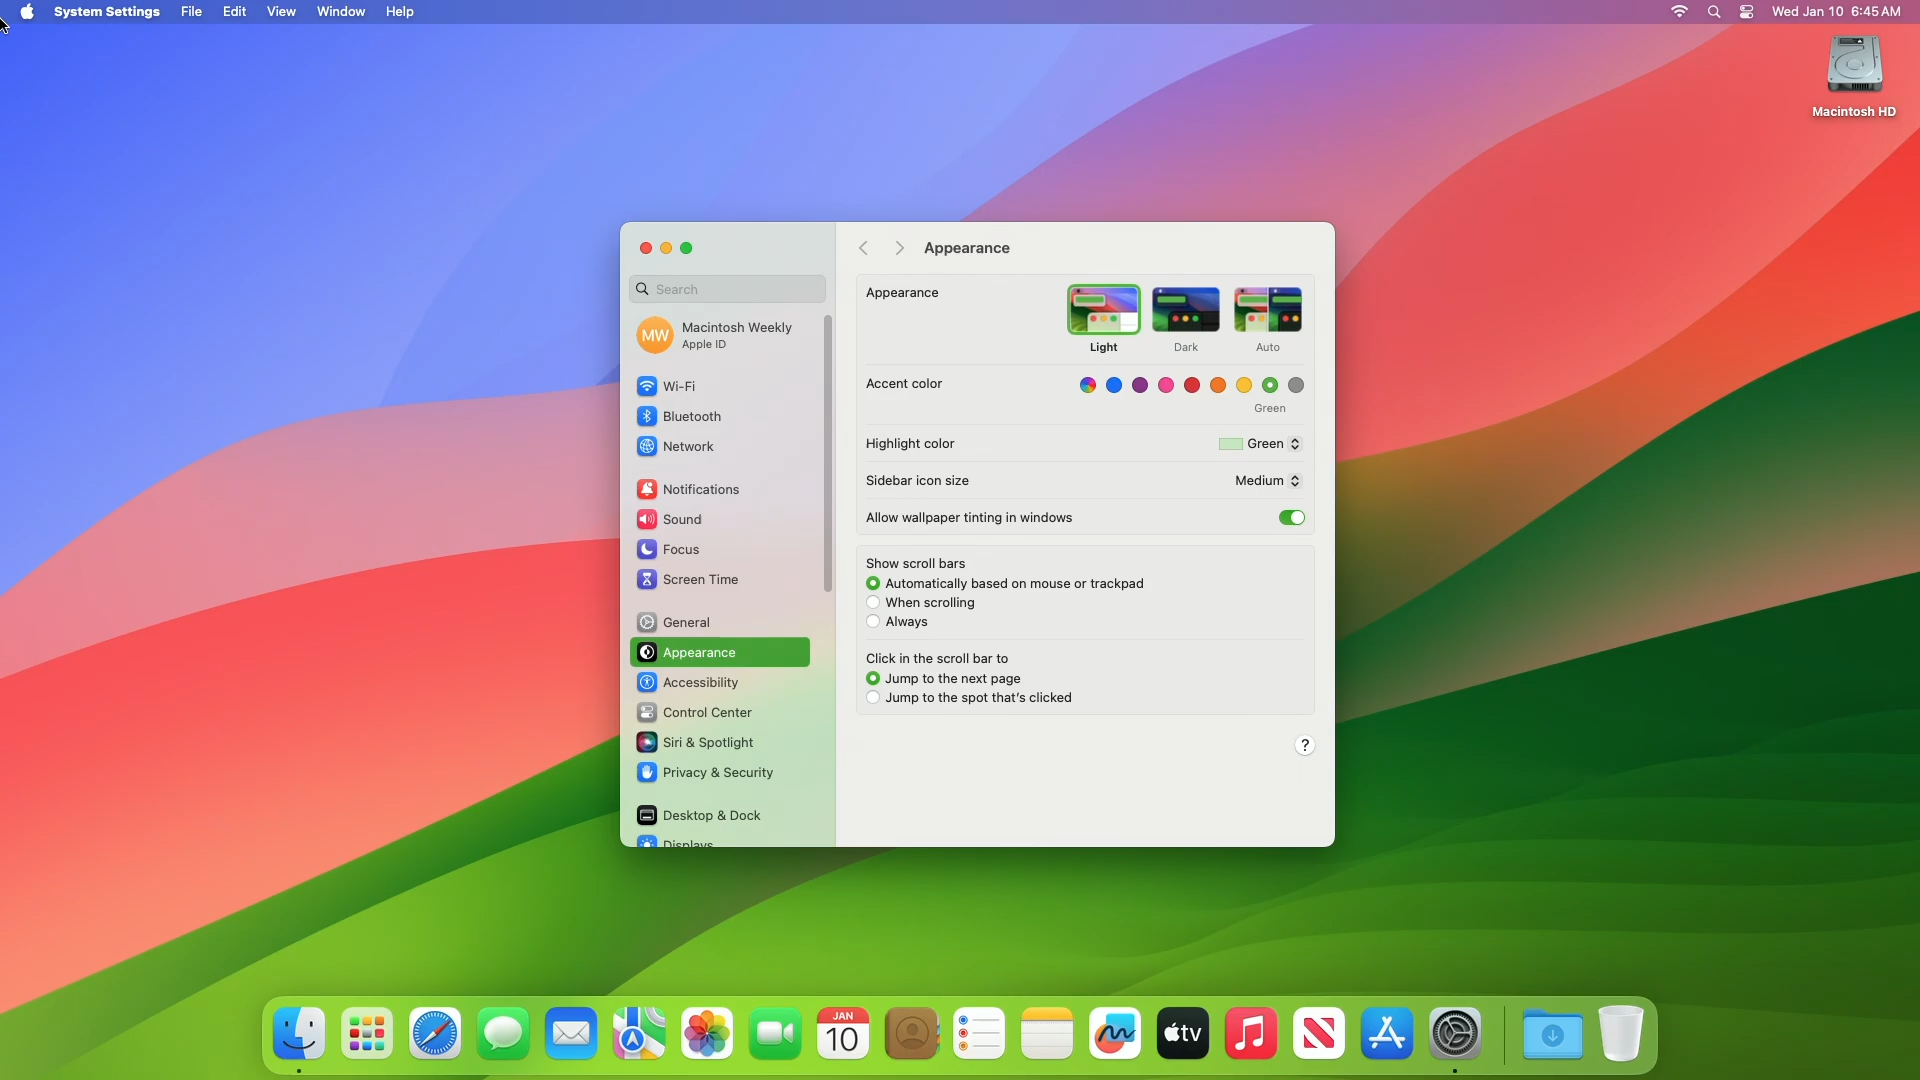 System Settings File Edit View Window Help Wed Jan 10 6:45 AM
Macintosh HD
Appearance
Search
Macintosh Weekly
Apple ID
MW
Wi-Fi
Bluetooth
Network
Notifications
Sound
Focus
Screen Time
General
Appearance
Accessibility
Control Center
Siri & Spotlight
Privacy & Security
Desktop & Dock
Displays
Appearance
Light Dark Auto
Accent color
Green
Highlight color Green
Sidebar icon size Medium
Allow wallpaper tinting in windows
Show scroll bars
Automatically based on mouse or trackpad
When scrolling
Always
Click in the scroll bar to
Jump to the next page
Jump to the spot that's clicked
?
JAN
10
tv